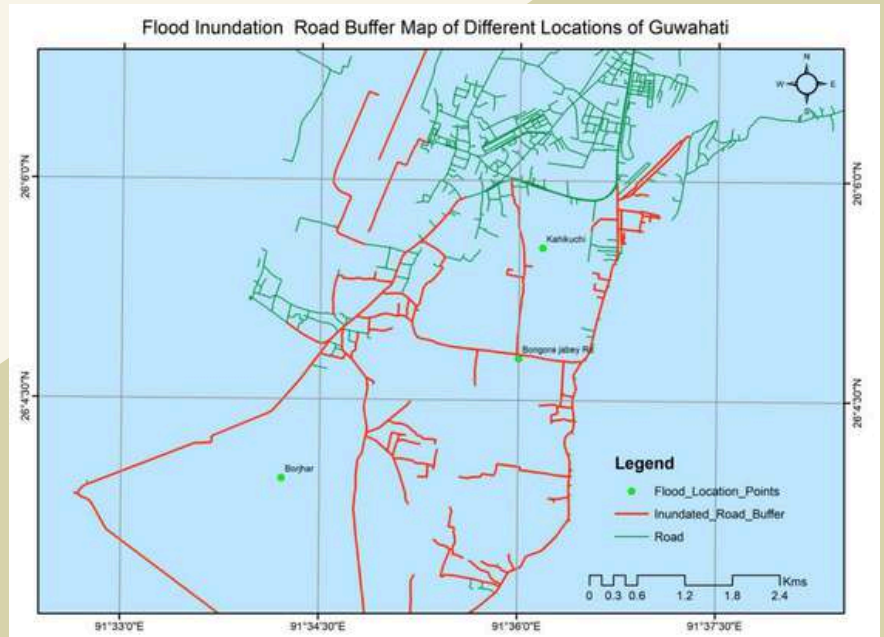 Flood Inundation Road Buffer Map of Different Locations of Guwahati
N
W E
S
26°6'0"N
26°6'0"N
Kahikuchi
Bongora jabey Rd
26°4'30"N
26°4'30"N
Borjhar
Legend
Flood_Location_Points
Inundated_Road_Buffer
Road
Kms
0 0.3 0.6 1.2 1.8 2.4
91°33'0"E 91°34'30"E 91°36'0"E 91°37'30"E